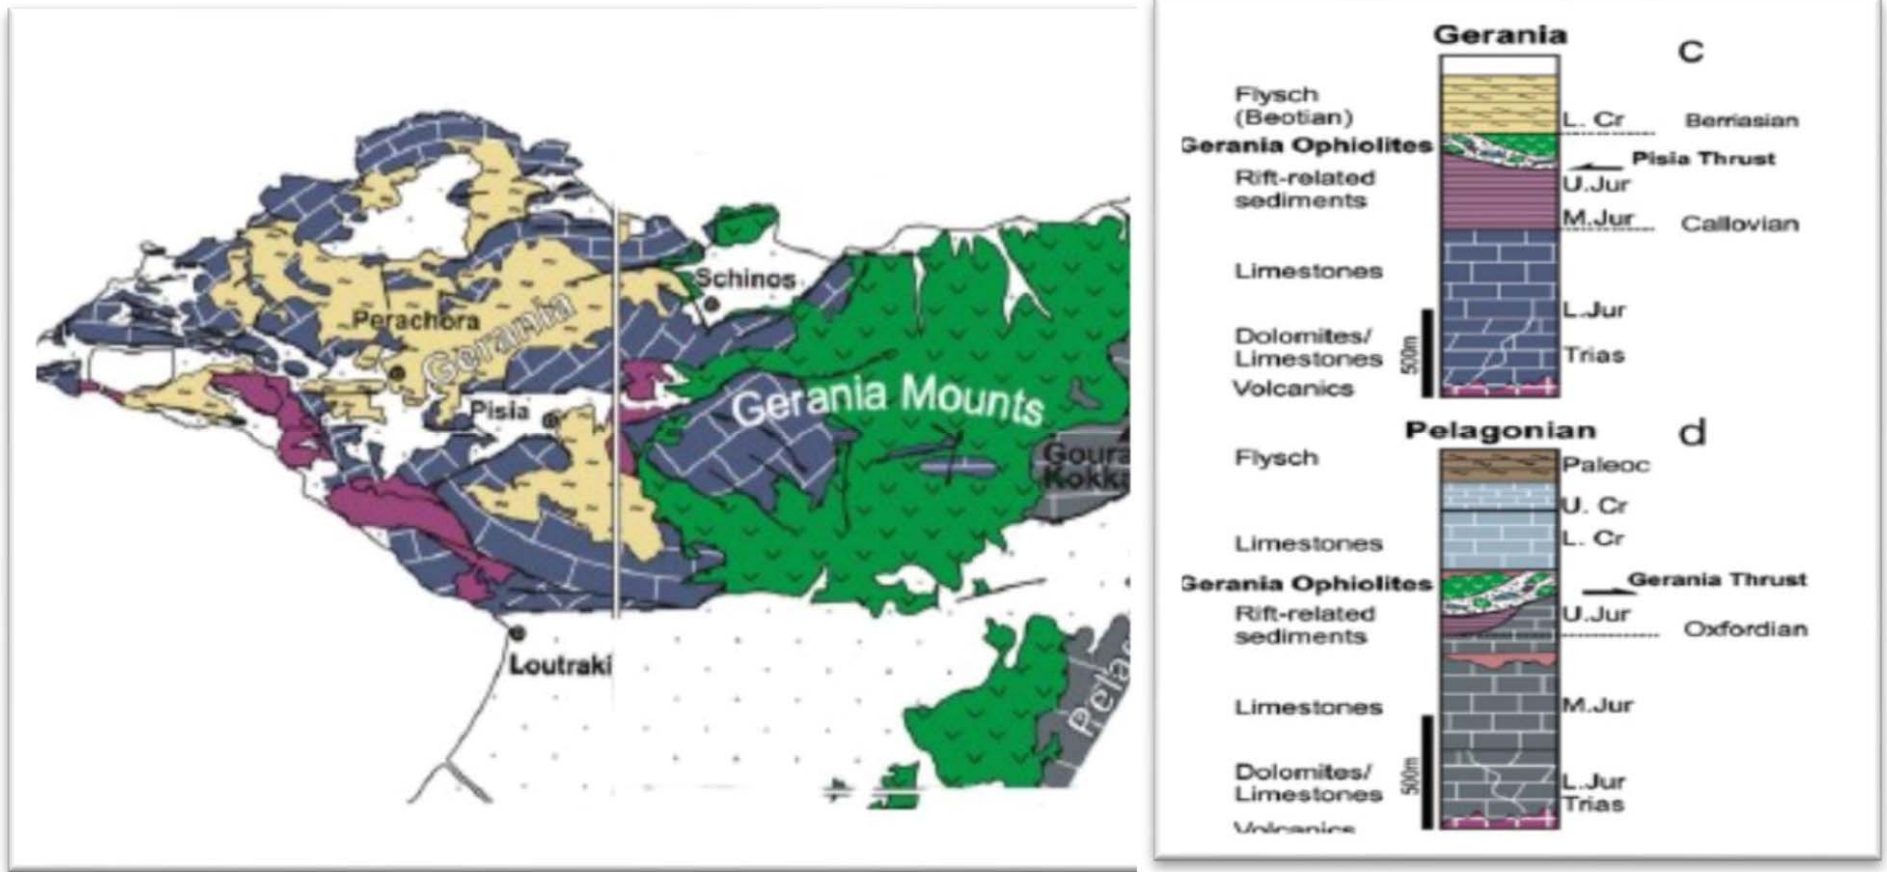 Schinos
Perachora
Gerania
Pisia
Gerania Mounts
Loutraki
Gerania
c
Flysch
(Beotian)
L. Cr
Berriasian
Gerania Ophiolites
Pisia Thrust
Rift-related
sediments
U.Jur
M.Jur
Callovian
Limestones
L.Jur
Dolomites/
Limestones
Trias
500m
Volcanics
Pelagonian
d
Flysch
Paleoc
U. Cr
L. Cr
Limestones
Gerania Ophiolites
Gerania Thrust
Rift-related
sediments
U.Jur
Oxfordian
Limestones
M.Jur
Dolomites/
Limestones
L.Jur
Trias
500m
Volcanics